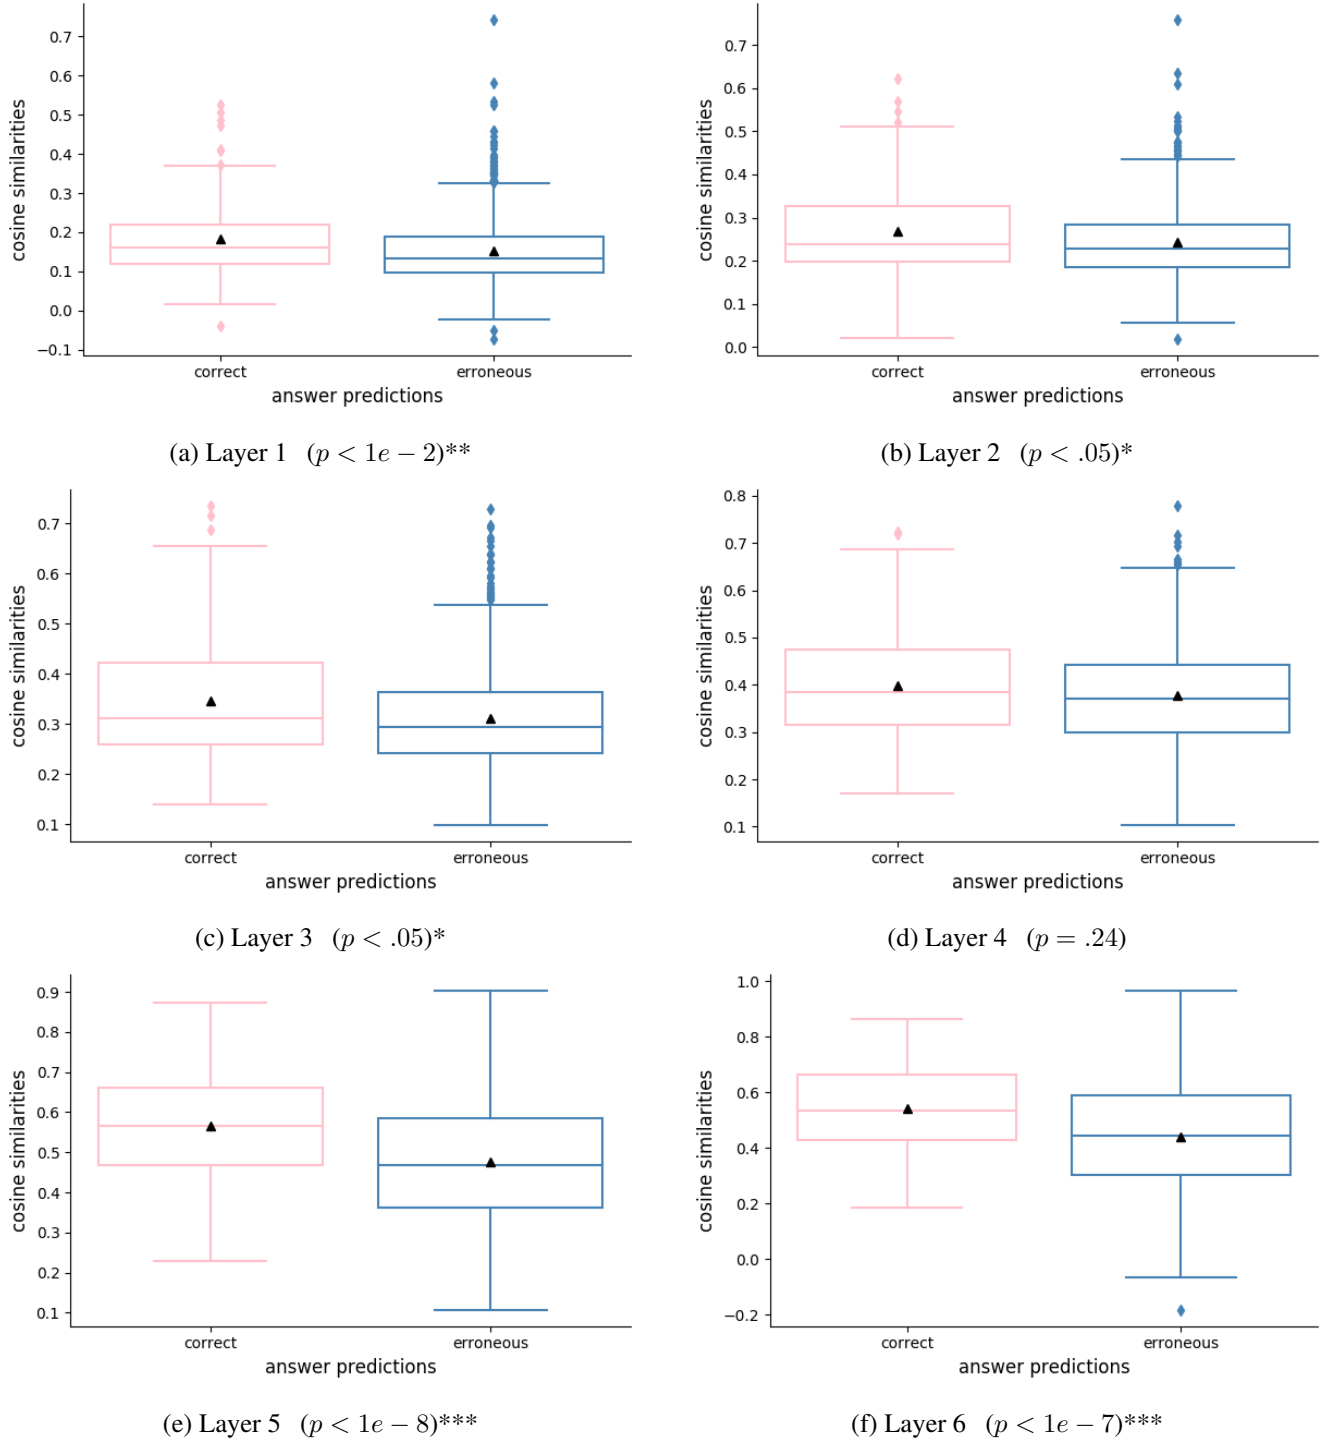 0.7
0.6
0.5
0.4
0.3
0.2
0.1
0.0
−0.1
cosine similarities
correct
erroneous
answer predictions
(a) Layer 1 (p < 1e − 2)**
0.7
0.6
0.5
0.4
0.3
0.2
0.1
0.0
cosine similarities
correct
erroneous
answer predictions
(b) Layer 2 (p < .05)*
0.7
0.6
0.5
0.4
0.3
0.2
0.1
cosine similarities
correct
erroneous
answer predictions
(c) Layer 3 (p < .05)*
0.8
0.7
0.6
0.5
0.4
0.3
0.2
0.1
cosine similarities
correct
erroneous
answer predictions
(d) Layer 4 (p = .24)
0.9
0.8
0.7
0.6
0.5
0.4
0.3
0.2
0.1
cosine similarities
correct
erroneous
answer predictions
(e) Layer 5 (p < 1e − 8)***
1.0
0.8
0.6
0.4
0.2
0.0
−0.2
cosine similarities
correct
erroneous
answer predictions
(f) Layer 6 (p < 1e − 7)***